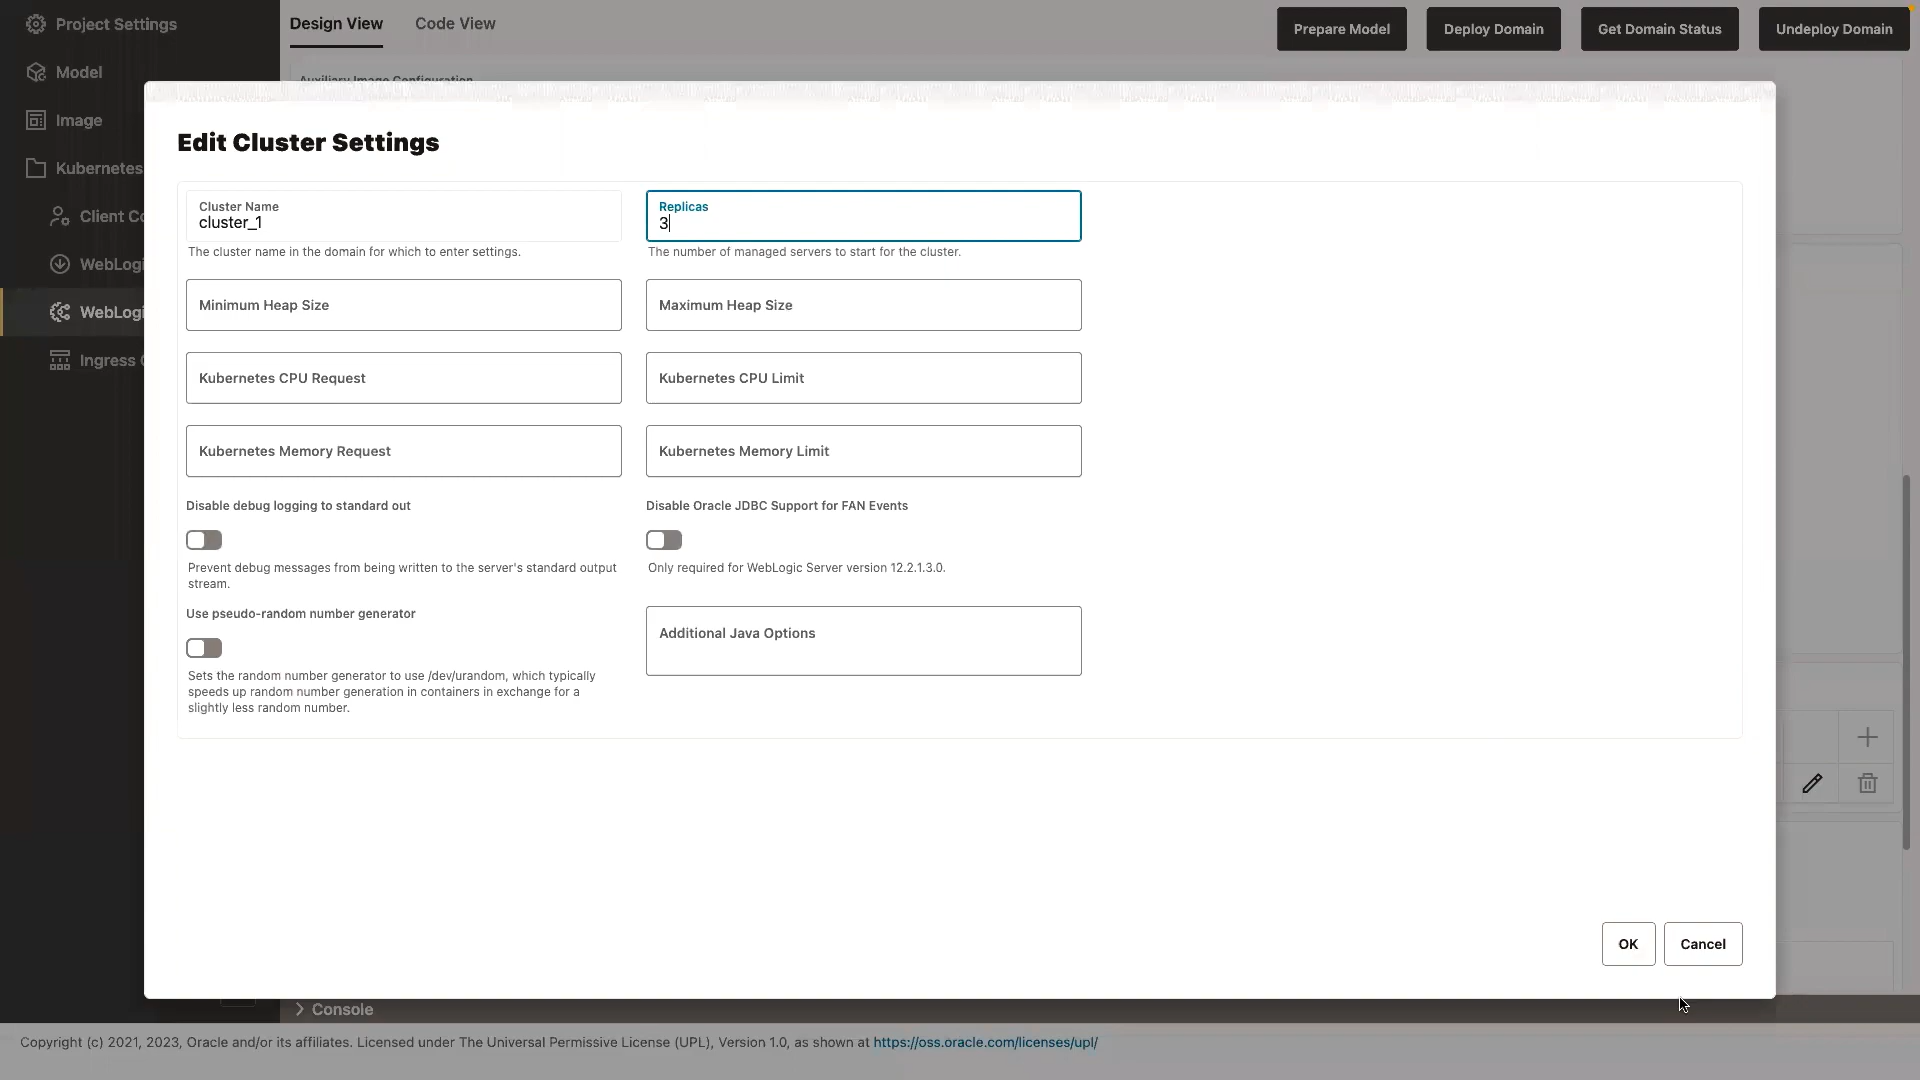 Project Settings
Design View
Code View
Prepare Model
Deploy Domain
Get Domain Status
Undeploy Domain
Model
Auxiliary Image Configuration
Image
Kubernetes
Client Co
WebLogi
WebLogi
Ingress
Edit Cluster Settings
Cluster Name
cluster_1
The cluster name in the domain for which to enter settings.
Replicas
3
The number of managed servers to start for the cluster.
Minimum Heap Size
Maximum Heap Size
Kubernetes CPU Request
Kubernetes CPU Limit
Kubernetes Memory Request
Kubernetes Memory Limit
Disable debug logging to standard out
Prevent debug messages from being written to the server's standard output
stream.
Disable Oracle JDBC Support for FAN Events
Only required for WebLogic Server version 12.2.1.3.0.
Use pseudo-random number generator
Sets the random number generator to use /dev/urandom, which typically
speeds up random number generation in containers in exchange for a
slightly less random number.
Additional Java Options
OK
Cancel
Console
Copyright (c) 2021, 2023, Oracle and/or its affiliates. Licensed under The Universal Permissive License (UPL), Version 1.0, as shown at https://oss.oracle.com/licenses/upl/